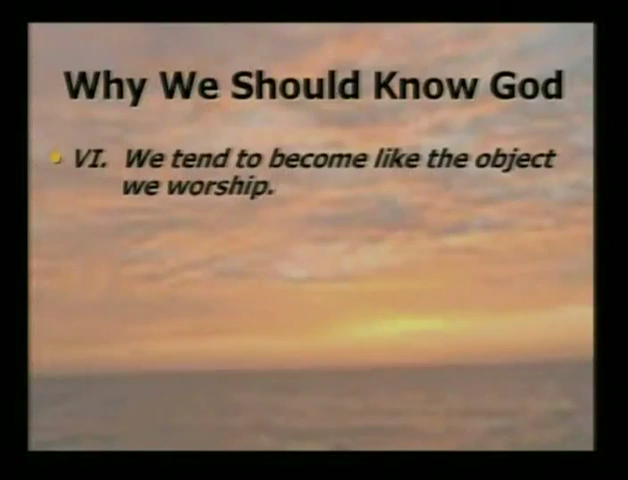 Why We Should Know God
• VI. We tend to become like the object
we worship.